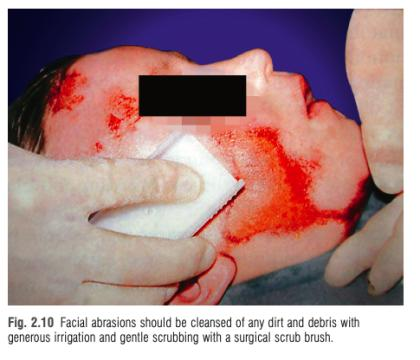 Fig. 2.10 Facial abrasions should be cleansed of any dirt and debris with
generous irrigation and gentle scrubbing with a surgical scrub brush.